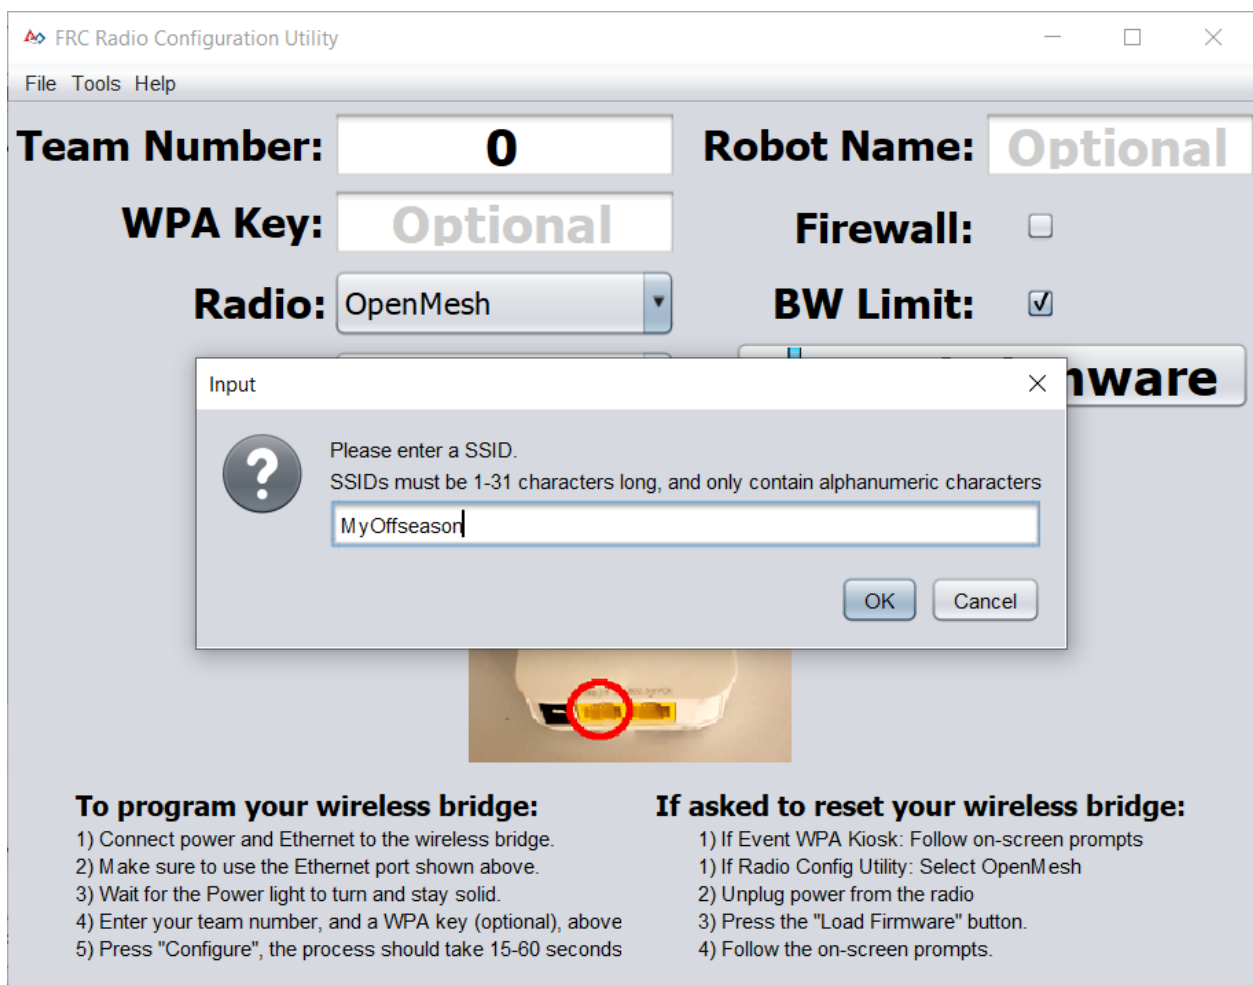 FRC Radio Configuration Utility
File Tools Help
Team Number: 0 Robot Name: Optional
WPA Key: Optional Firewall:
Radio: OpenMesh BW Limit:
Input
Please enter a SSID.
SSIDs must be 1-31 characters long, and only contain alphanumeric characters
MyOffseason
OK Cancel
To program your wireless bridge:
1) Connect power and Ethernet to the wireless bridge.
2) Make sure to use the Ethernet port shown above.
3) Wait for the Power light to turn and stay solid.
4) Enter your team number, and a WPA key (optional), above
5) Press "Configure", the process should take 15-60 seconds
If asked to reset your wireless bridge:
1) If Event WPA Kiosk: Follow on-screen prompts
1) If Radio Config Utility: Select OpenMesh
2) Unplug power from the radio
3) Press the "Load Firmware" button.
4) Follow the on-screen prompts.